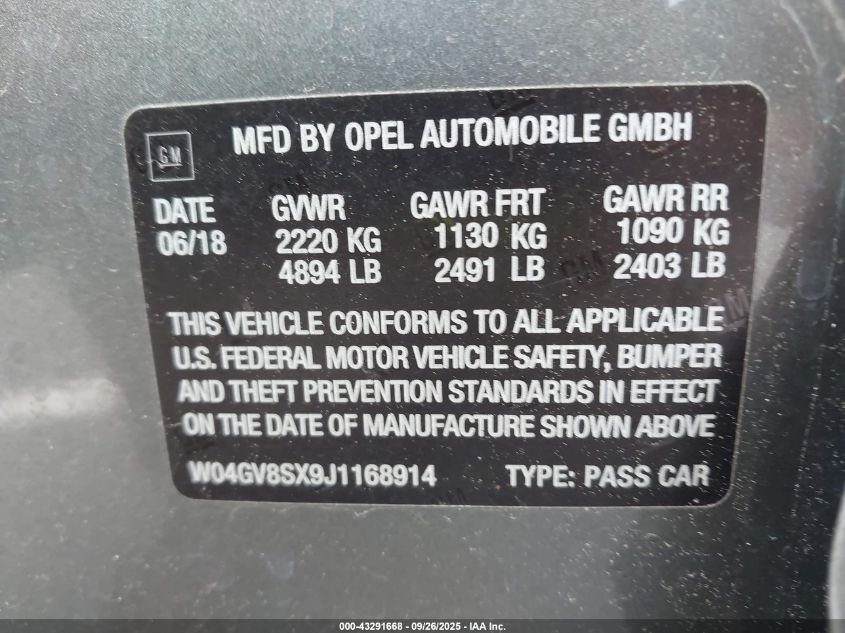 GM
MFD BY OPEL AUTOMOBILE GMBH
DATE GVWR GAWR FRT GAWR RR
06/18 2220 KG 1130 KG 1090 KG
4894 LB 2491 LB 2403 LB
THIS VEHICLE CONFORMS TO ALL APPLICABLE
U.S. FEDERAL MOTOR VEHICLE SAFETY, BUMPER
AND THEFT PREVENTION STANDARDS IN EFFECT
ON THE DATE OF MANUFACTURE SHOWN ABOVE
W04GV8SX9J1168914 TYPE: PASS CAR
000-43291668 - 09/26/2025 - IAA Inc.